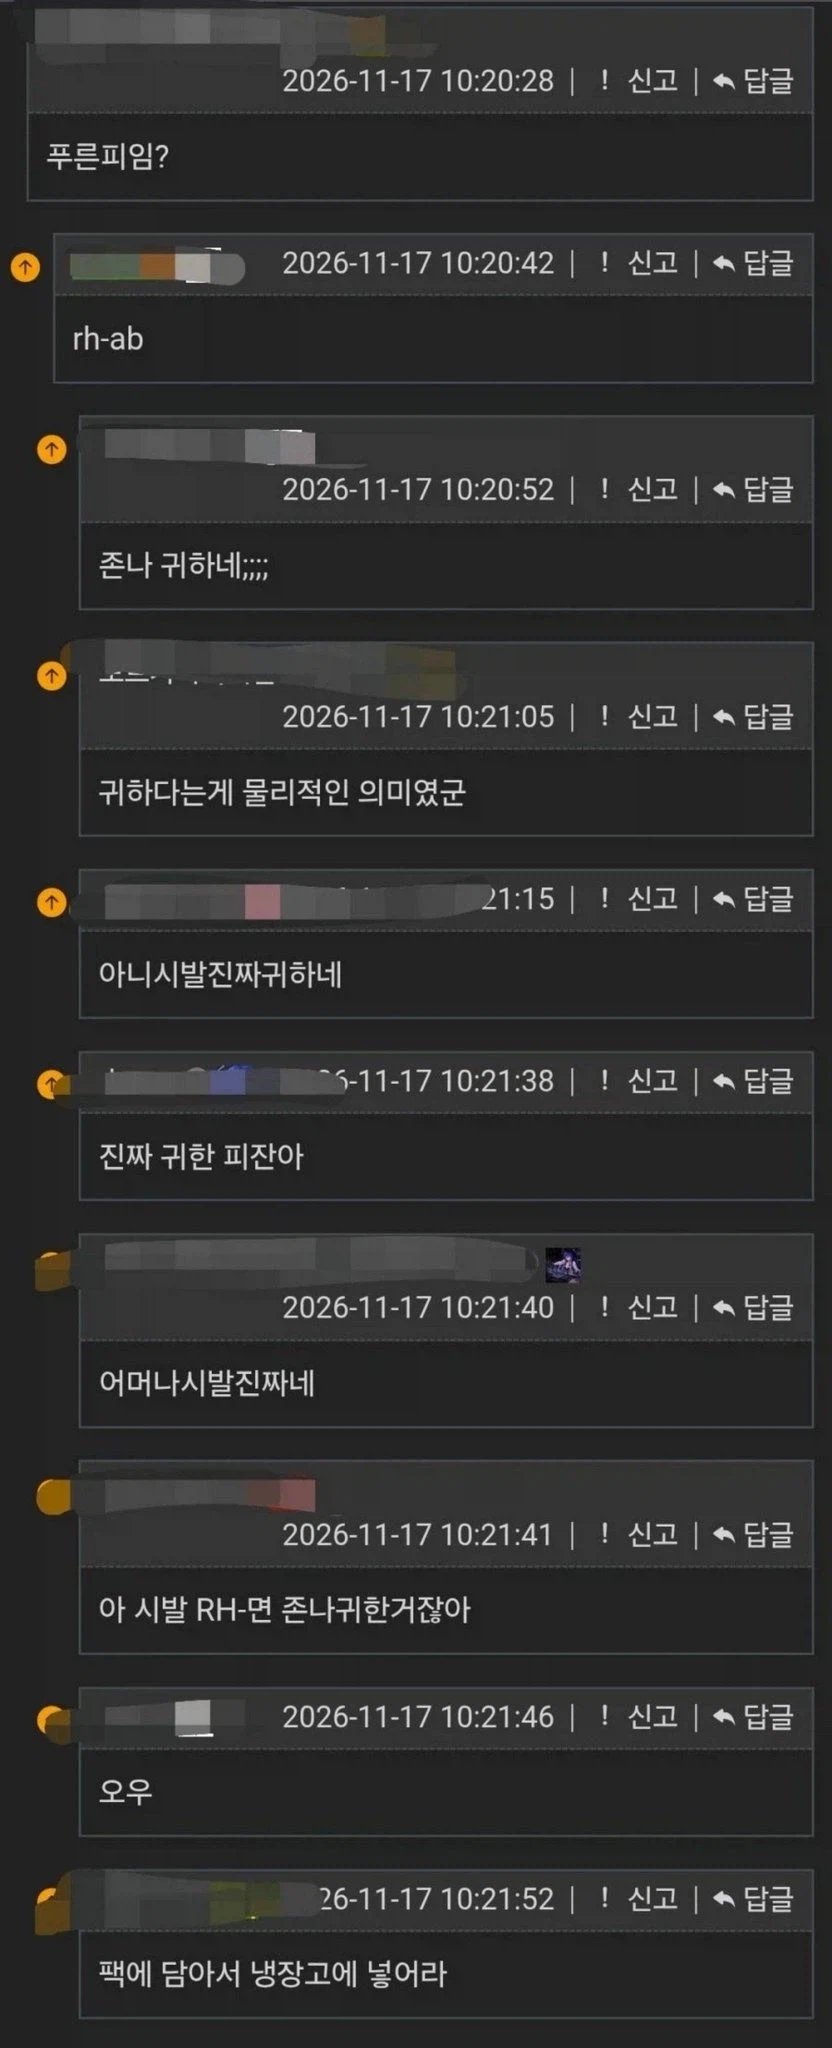 2026-11-17 10:20:28 | ! 신고 | 답글
푸른피임?
2026-11-17 10:20:42 | ! 신고 | 답글
rh-ab
2026-11-17 10:20:52 | ! 신고 | 답글
존나 귀하네;;;;
2026-11-17 10:21:05 | ! 신고 | 답글
귀하다는게 물리적인 의미였군
21:15 | ! 신고 | 답글
아니시발진짜귀하네
6-11-17 10:21:38 | ! 신고 | 답글
진짜 귀한 피잔아
2026-11-17 10:21:40 | ! 신고 | 답글
어머나시발진짜네
2026-11-17 10:21:41 | ! 신고 | 답글
아 시발 RH-면 존나귀한거잖아
2026-11-17 10:21:46 | ! 신고 | 답글
오우
26-11-17 10:21:52 | ! 신고 | 답글
팩에 담아서 냉장고에 넣어라